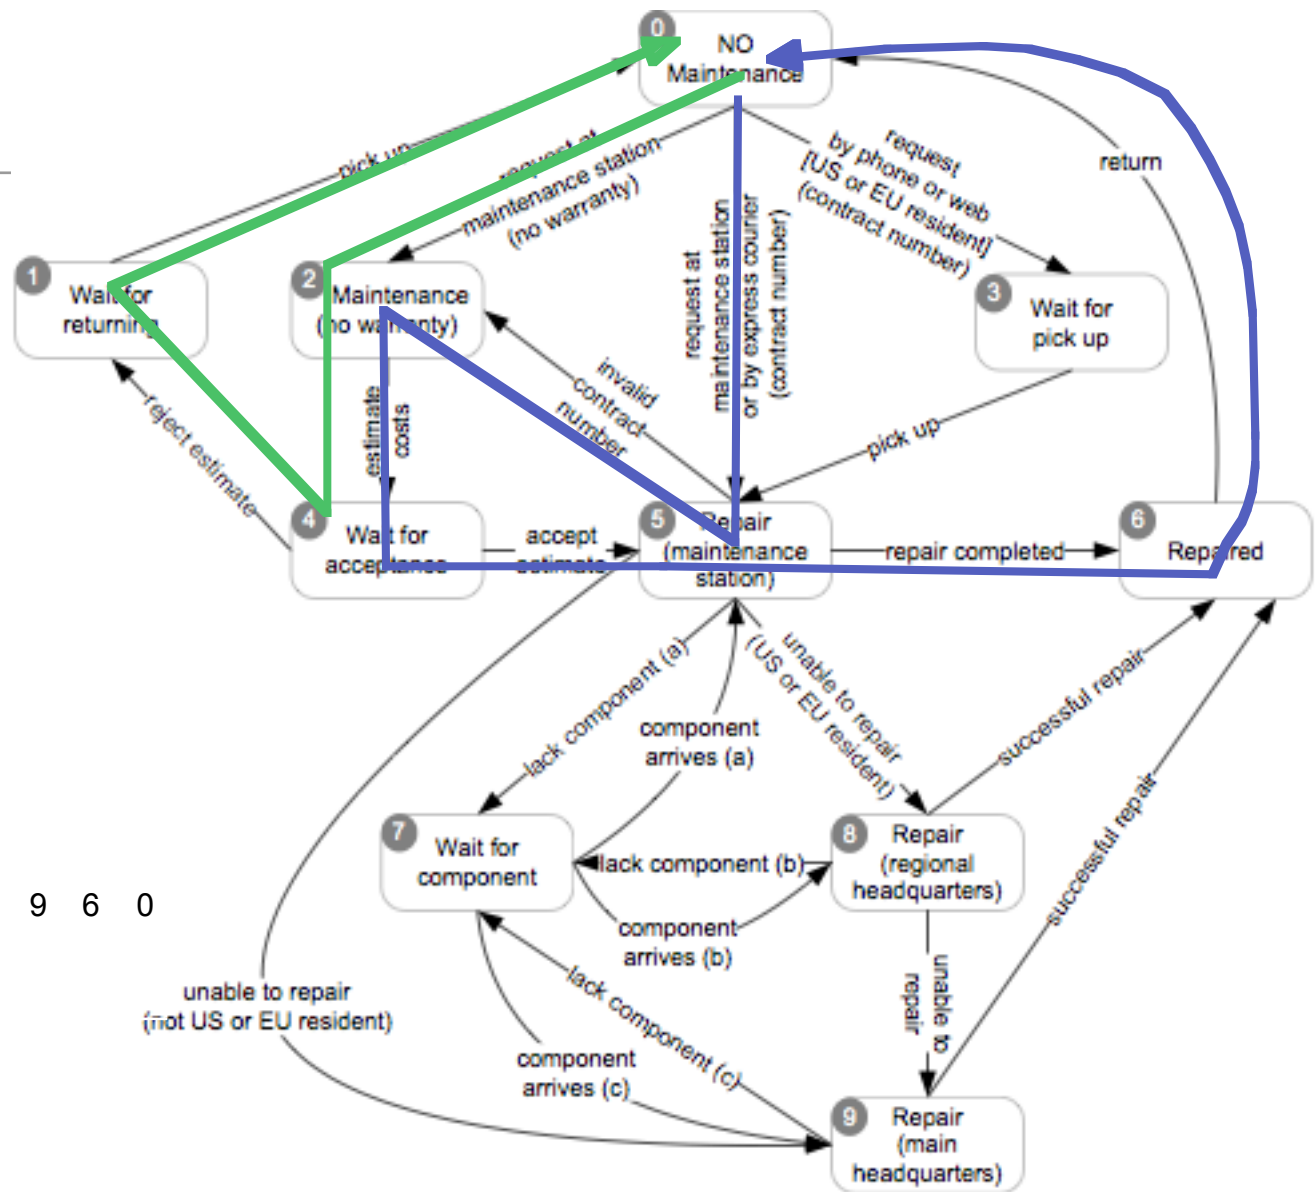 0
NO
Maintenance
pick up
request at
maintenance station
(no warranty)
request
by phone or web
[US or EU resident]
(contract number)
return
1
Wait for
returning
2
Maintenance
(no warranty)
request at
maintenance station
or by express courier
(contract number)
3
Wait for
pick up
reject estimate
estimate
costs
invalid
contract
number
pick up
4
Wait for
acceptance
accept
estimate
5
Repair
(maintenance
station)
repair completed
6
Repaired
lack component (a)
component
arrives (a)
unable to repair
(US or EU resident)
successful repair
successful repair
7
Wait for
component
lack component (b)
component
arrives (b)
8
Repair
(regional
headquarters)
9 6 0
unable to repair
(not US or EU resident)
lack component (c)
component
arrives (c)
unable to
repair
9
Repair
(main
headquarters)